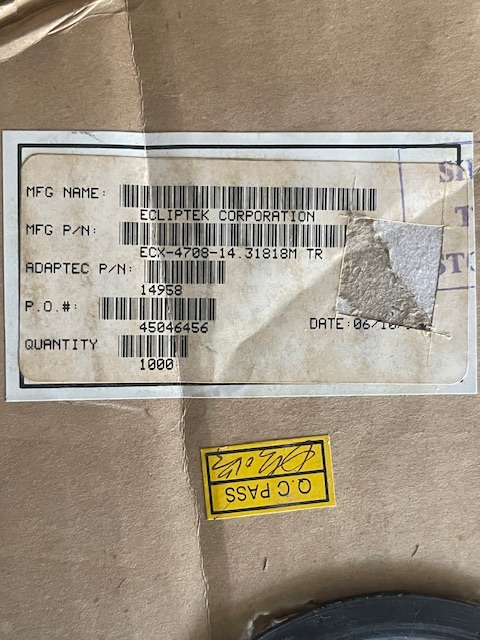 MFG NAME:
ECLIPTEK CORPORATION
MFG P/N:
ECX-4708-14.31818M TR
ADAPTEC P/N:
14958
P.O.#:
45046456
DATE:06/
QUANTITY
1000
Q.C PASS